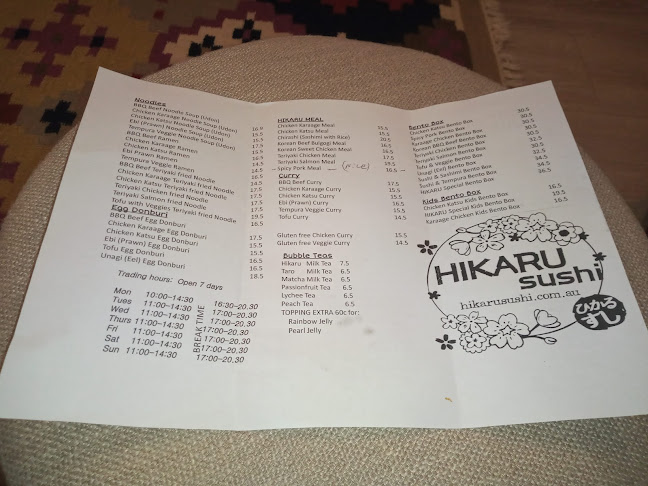 Noodles
BBQ Beef Noodle Soup (Udon) 16.9
Chicken Karaage Noodle Soup (Udon) 15.5
Chicken Katsu Noodle Soup (Udon) 15.5
Ebi (Prawn) Noodle Soup (Udon) 17.5
Tempura Veggie Noodle Soup (Udon)
BBQ Beef Ramen
Chicken Karaage Ramen
Chicken Katsu Ramen
Ebi Prawn Ramen
Tempura Veggie Ramen
BBQ Beef Teriyaki fried Noodle
Chicken Karaage Teriyaki fried Noodle
Chicken Katsu Teriyaki fried Noodle
Teriyaki Chicken fried Noodle
Teriyaki Salmon fried Noodle
Tofu with Veggies Teriyaki fried Noodle
Egg Donburi
BBQ Beef Egg Donburi
Chicken Karaage Egg Donburi
Chicken Katsu Egg Donburi
Ebi (Prawn) Egg Donburi
Tofu Egg Donburi
Unagi (Eel) Egg Donburi
Trading hours: Open 7 days
Mon 10:00–14:30 16:30–20.30
Tues 11:00–14:30 17:00–20.30
Wed 11:00–14:30 17:00–20.30
Thurs 11:00–14:30 17:00–20.30
Fri 11:00–14:30 17:00–20.30
Sat 11:00–14:30 17:00–20.30
Sun 11:00–14:30 17:00–20.30
BREAK TIME
HIKARU MEAL
Chicken Karaage Meal 15.5
Chicken Katsu Meal 15.5
Chirashi (Sashimi with Rice) 20.5
Korean Beef Bulgogi Meal 16.5
Korean Sweet Chicken Meal 16.5
Teriyaki Chicken Meal 17.5
Teriyaki Salmon Meal 19.5
Spicy Pork Meal 16.5
Curry
BBQ Beef Curry 17.5
Chicken Karaage Curry 15.5
Chicken Katsu Curry 15.5
Ebi (Prawn) Curry 16.5
Tempura Veggie Curry 15.5
Tofu Curry 14.5
Gluten free Chicken Curry 15.5
Gluten free Veggie Curry 14.5
Bubble Teas
Hikaru Milk Tea 7.5
Taro Milk Tea 6.5
Matcha Milk Tea 6.5
Passionfruit Tea 6.5
Lychee Tea 6.5
Peach Tea 6.5
TOPPING EXTRA 60c for:
Rainbow Jelly
Pearl Jelly
Bento Box
Chicken Katsu Bento Box 30.5
Spicy Pork Bento Box 30.5
Karaage Chicken Bento Box 30.5
Korean BBQ Beef Bento Box 30.5
Teriyaki Chicken Bento Box
Teriyaki Salmon Bento Box
Tofu & Veggie Bento Box
Unagi (Eel) Bento Box
Sushi & Sashimi Bento Box
Sushi & Tempura Bento Box
HIKARU Special Bento Box
Kids Bento Box
Chicken Katsu Kids Bento Box 16.5
HIKARU Special Kids Bento Box 19.5
Karaage Chicken Kids Bento Box 16.5
HIKARU
sushi
hikarusushi.com.au
ひかる
すし